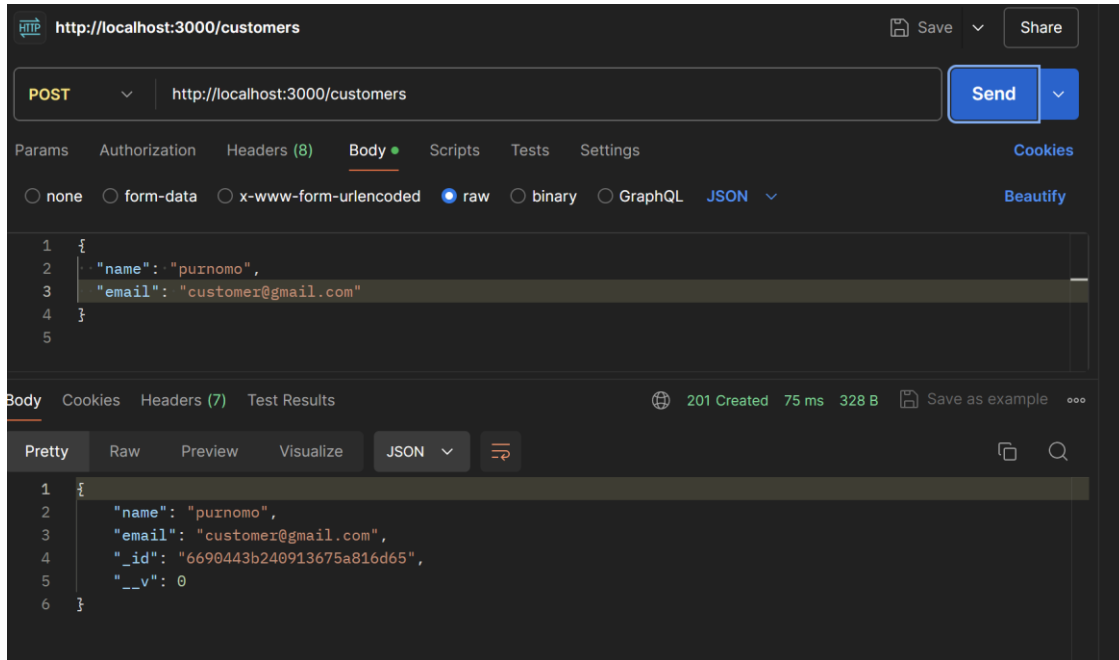 HTTP http://localhost:3000/customers Save Share
POST http://localhost:3000/customers Send
Params Authorization Headers (8) Body Scripts Tests Settings Cookies
none form-data x-www-form-urlencoded raw binary GraphQL JSON Beautify
1 {
2 "name": "purnomo",
3 "email": "customer@gmail.com"
4 }
5
Body Cookies Headers (7) Test Results 201 Created 75 ms 328 B Save as example
Pretty Raw Preview Visualize JSON
1 {
2 "name": "purnomo",
3 "email": "customer@gmail.com",
4 "_id": "6690443b240913675a816d65",
5 "__v": 0
6 }